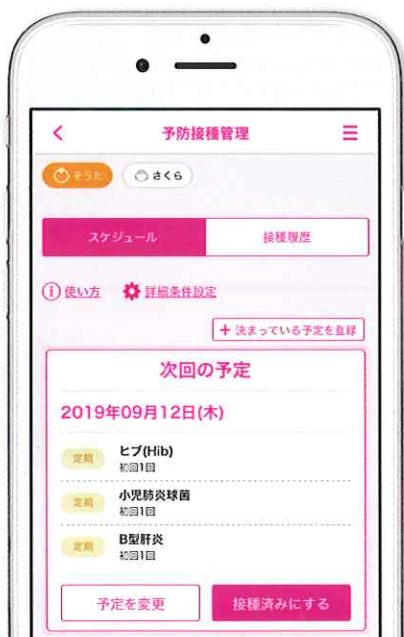 予防接種管理
そうた
さくら
スケジュール
接種履歴
使い方
詳細条件設定
+ 決まっている予定を登録
次回の予定
2019年09月12日(木)
定期
ヒブ(Hib)
初回1回
定期
小児肺炎球菌
初回1回
定期
B型肝炎
初回1回
予定を変更
接種済みにする